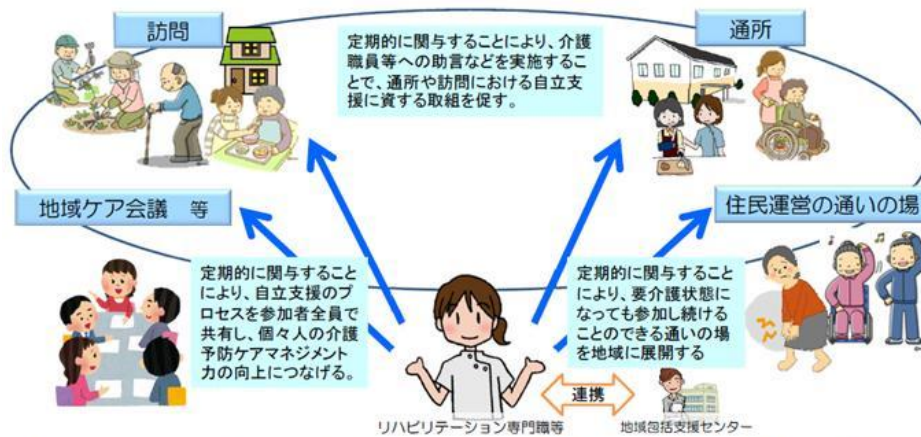 訪問
定期的に関与することにより、介護
職員等への助言などを実施するこ
とで、通所や訪問における自立支
援に資する取組を促す。
通所
地域ケア会議　等
住民運営の通いの場
定期的に関与すること
により、自立支援のプ
ロセスを参加者全員で
共有し、個々人の介護
予防ケアマネジメント
力の向上につなげる。
定期的に関与すること
により、要介護状態に
なっても参加し続ける
ことのできる通いの場
を地域に展開する
連携
リハビリテーション専門職等
地域包括支援センター